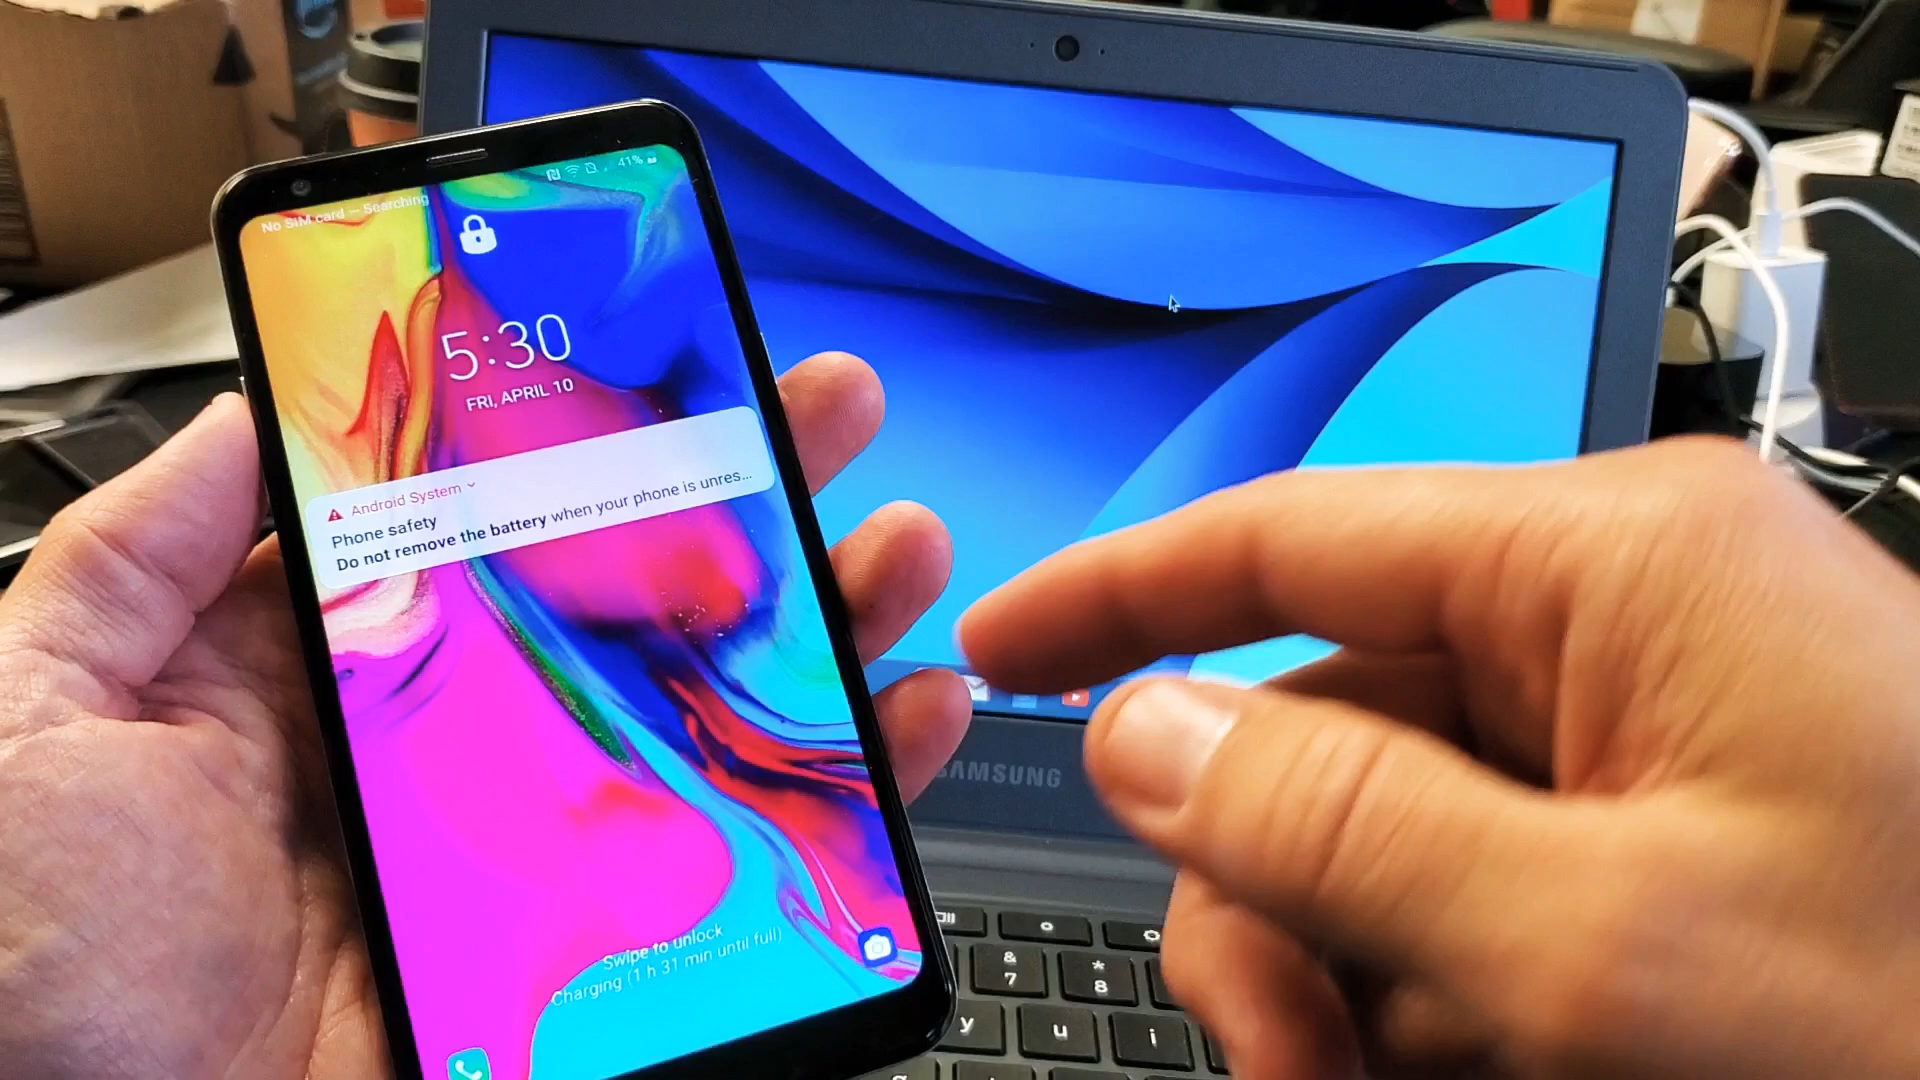 41%
No SIM card — Searching
5:30
FRI, APRIL 10
Android System
Phone safety
Do not remove the battery when your phone is unres...
Swipe to unlock
Charging (1 h 31 min until full)
SAMSUNG
&
7
*
8
y
u
i